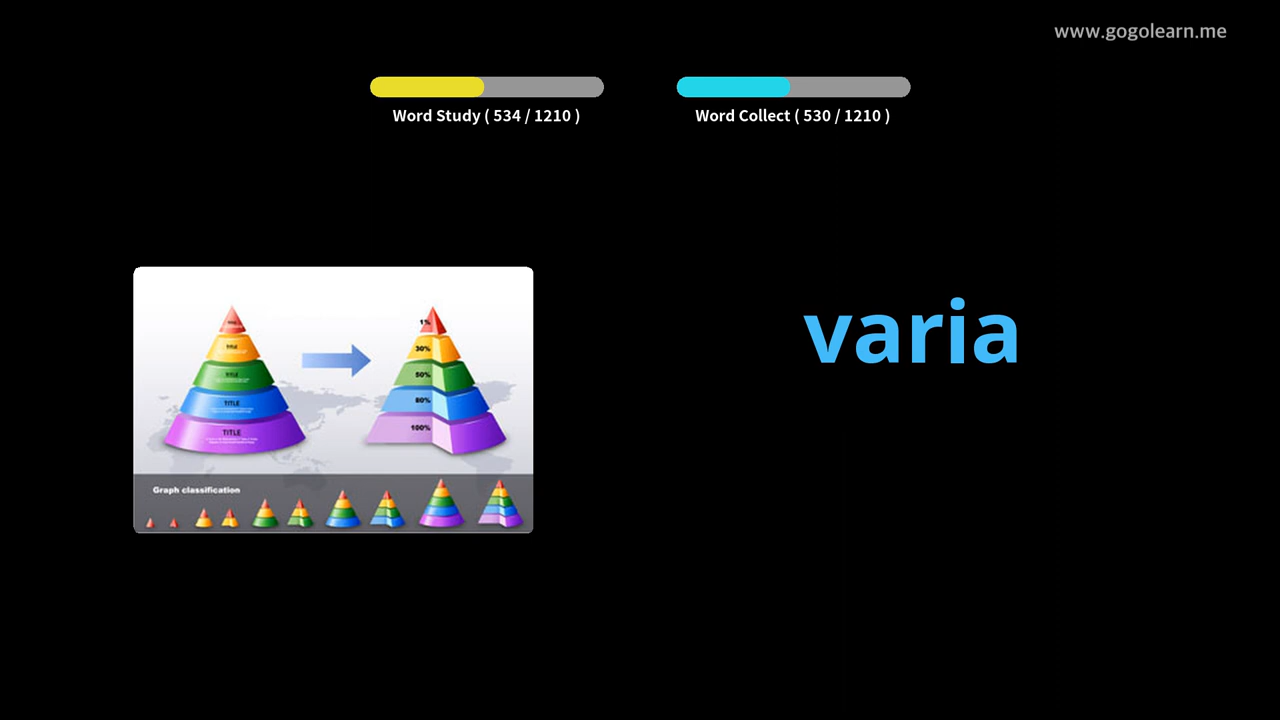 www.gogolearn.me
Word Study ( 534 / 1210 )
Word Collect ( 530 / 1210 )
varia
TITLE
TITLE
TITLE
TITLE
1%
30%
50%
80%
100%
Graph classification